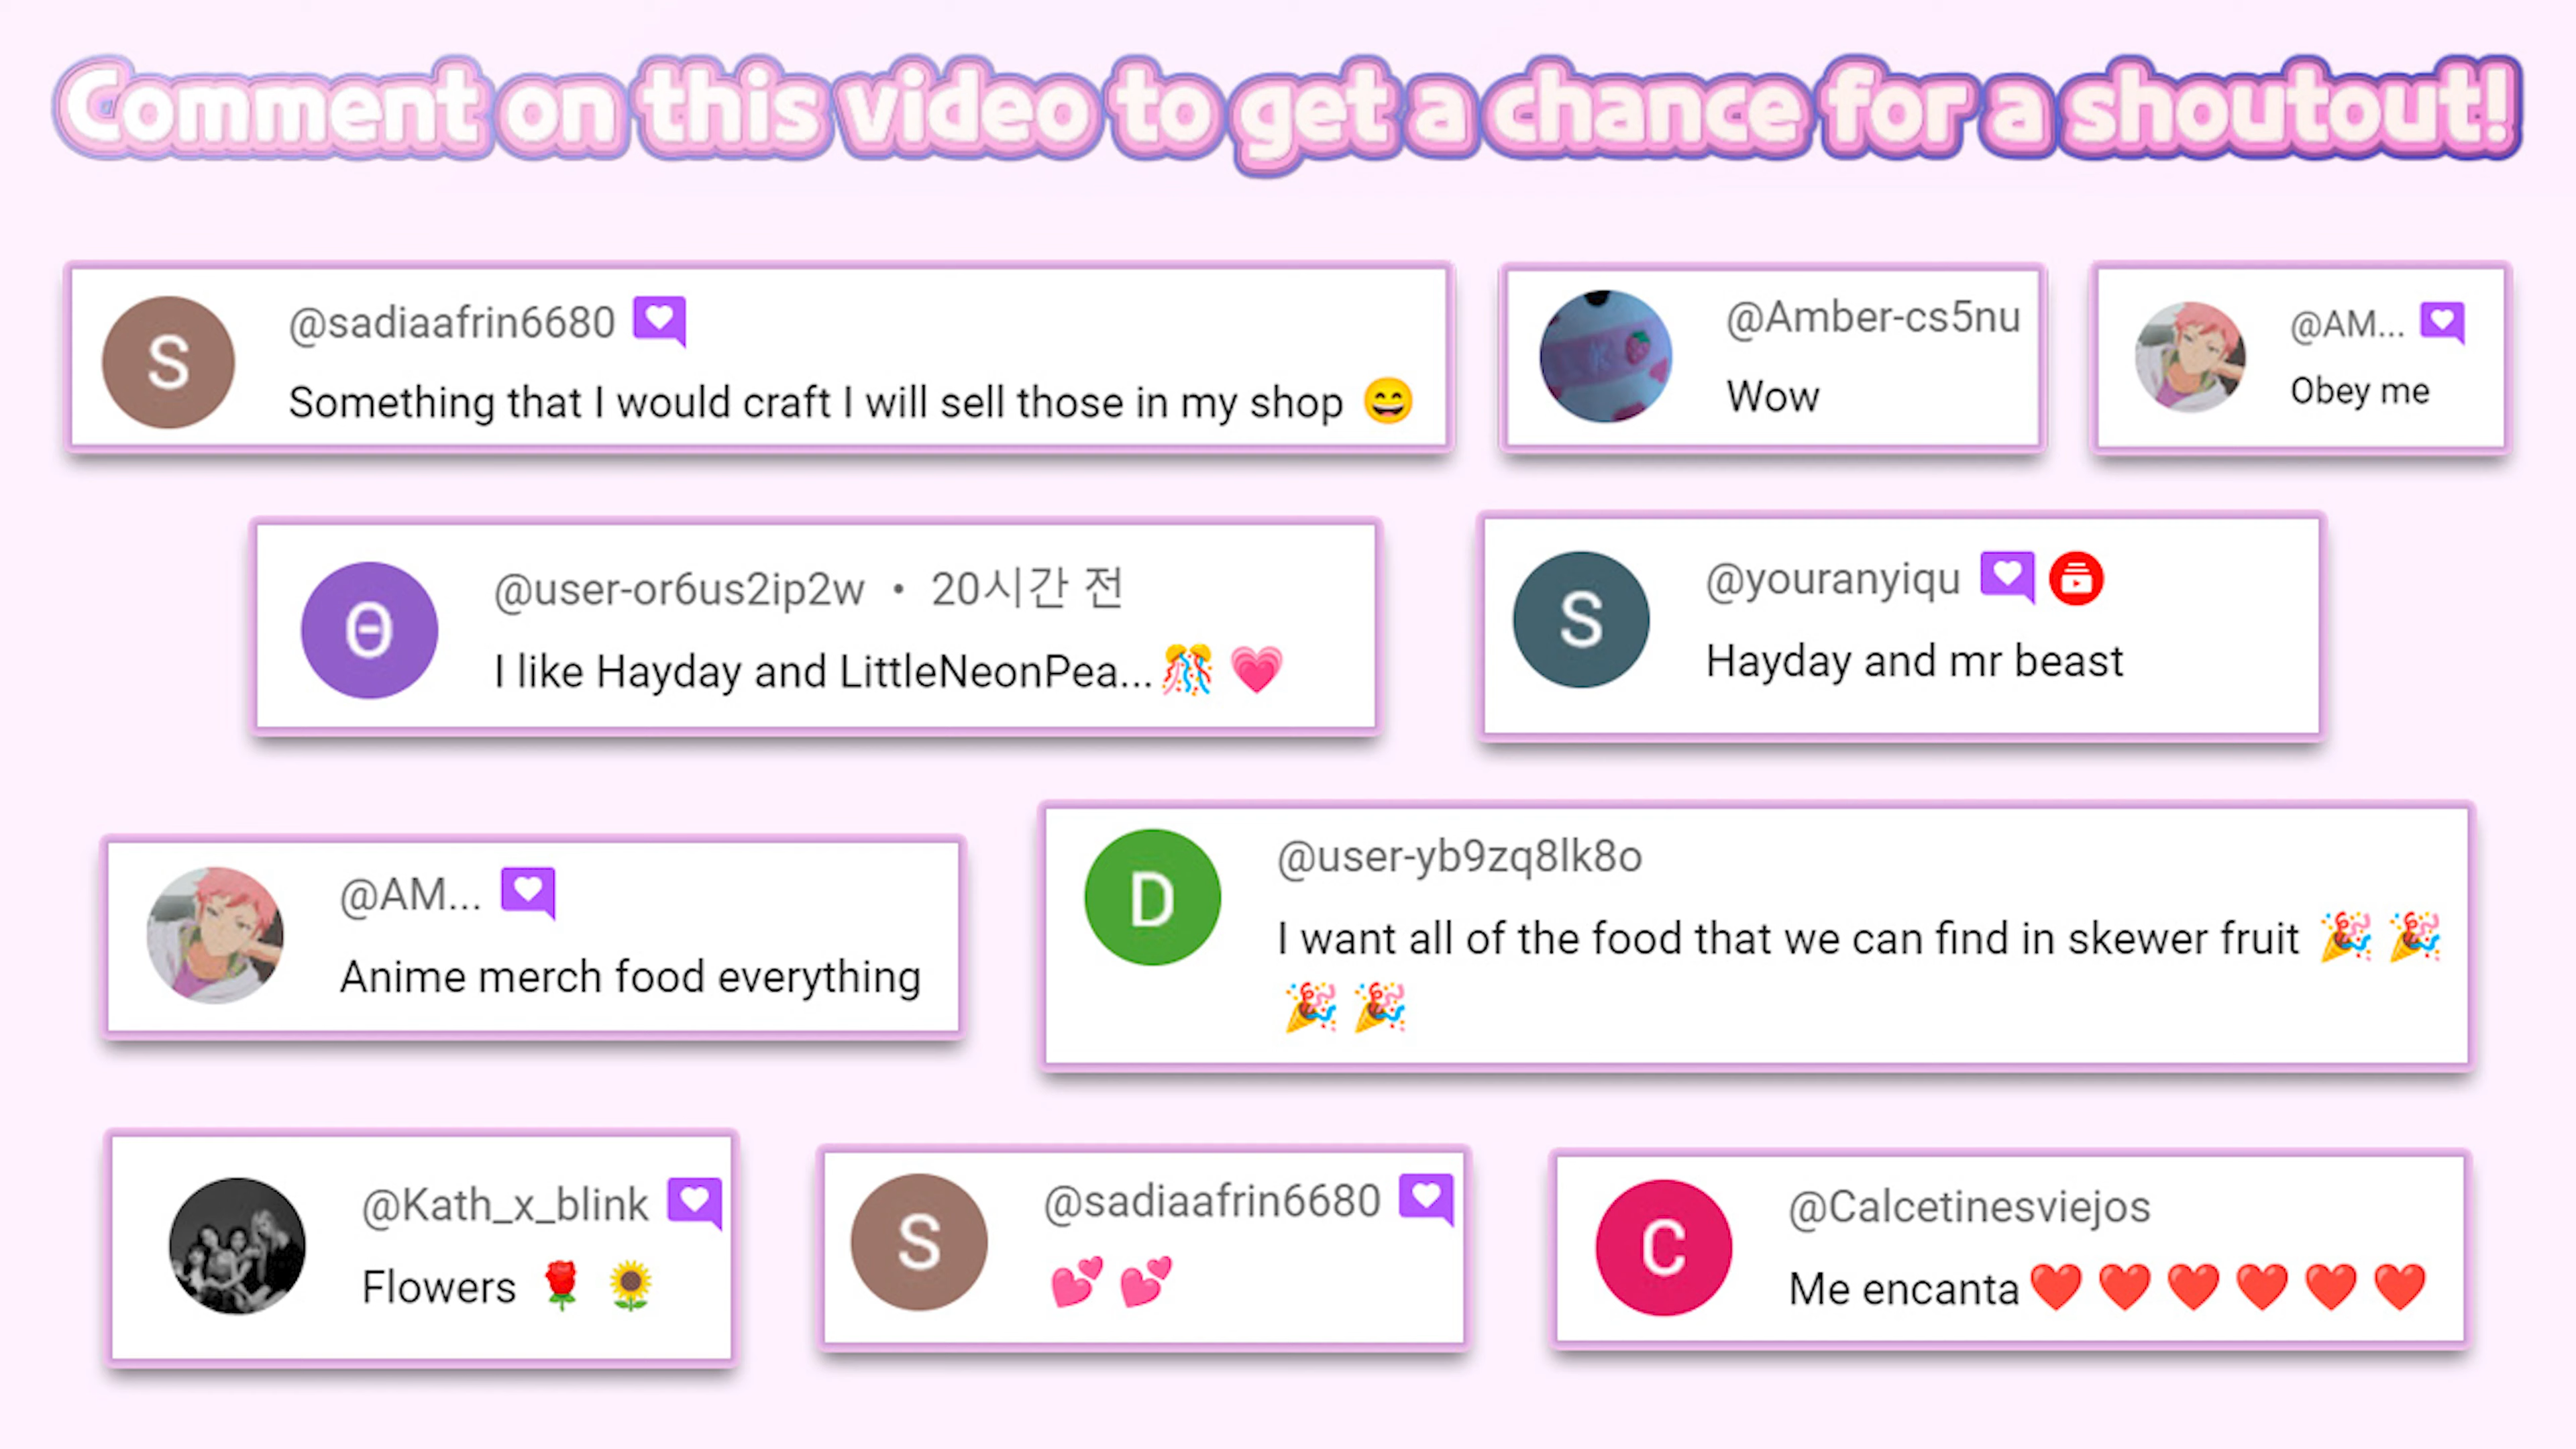 Comment on this video to get a chance for a shoutout!
S
@sadiaafrin6680
Something that I would craft I will sell those in my shop 😄
@Amber-cs5nu
Wow
@AM...
Obey me
Θ
@user-or6us2ip2w • 20시간 전
I like Hayday and LittleNeonPea...🎊 💗
S
@youranyiqu
Hayday and mr beast
@AM...
Anime merch food everything
D
@user-yb9zq8lk8o
I want all of the food that we can find in skewer fruit 🎉 🎉
🎉 🎉
@Kath_x_blink
Flowers 🌹 🌻
S
@sadiaafrin6680
💕 💕
C
@Calcetinesviejos
Me encanta❤️ ❤️ ❤️ ❤️ ❤️ ❤️